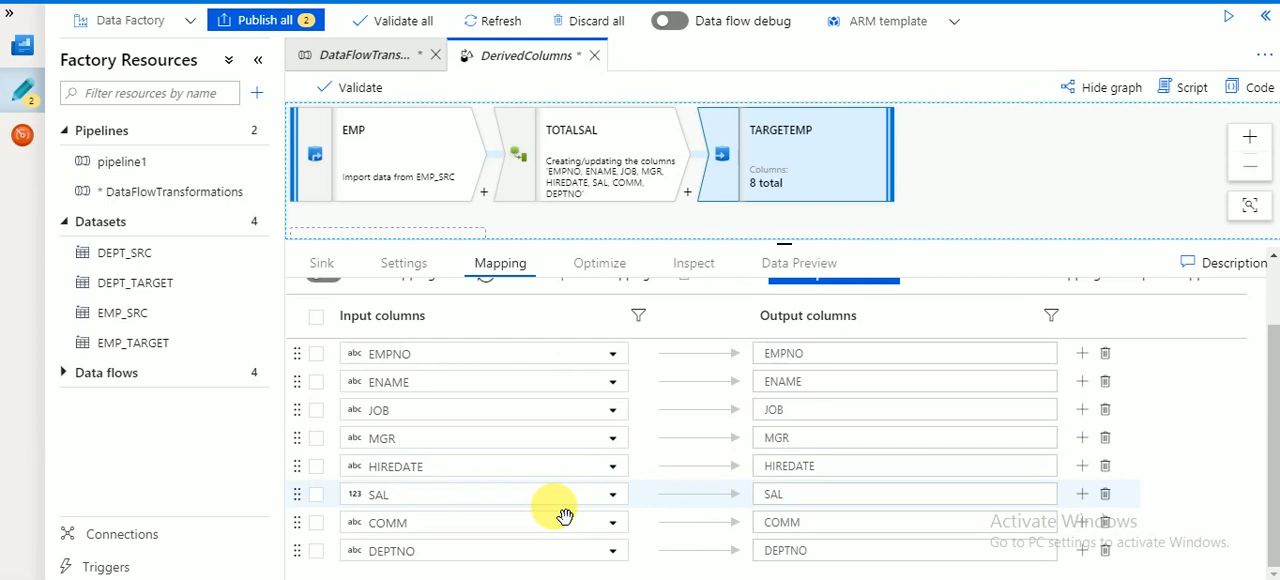 Data Factory
Publish all 2
Validate all
Refresh
Discard all
Data flow debug
ARM template
Factory Resources
Filter resources by name
2
Pipelines 2
pipeline1
* DataFlowTransformations
Datasets 4
DEPT_SRC
DEPT_TARGET
EMP_SRC
EMP_TARGET
Data flows 4
Connections
Triggers
DataFlowTrans... *
DerivedColumns *
Validate
Hide graph
Script
Code
EMP
Import data from EMP_SRC
TOTALSAL
Creating/updating the columns
'EMPNO, ENAME, JOB, MGR,
HIREDATE, SAL, COMM,
DEPTNO'
TARGETEMP
Columns:
8 total
Sink
Settings
Mapping
Optimize
Inspect
Data Preview
Description
Input columns
Output columns
abc EMPNO EMPNO
abc ENAME ENAME
abc JOB JOB
abc MGR MGR
abc HIREDATE HIREDATE
123 SAL SAL
abc COMM COMM
abc DEPTNO DEPTNO
Activate Windows
Go to PC settings to activate Windows.